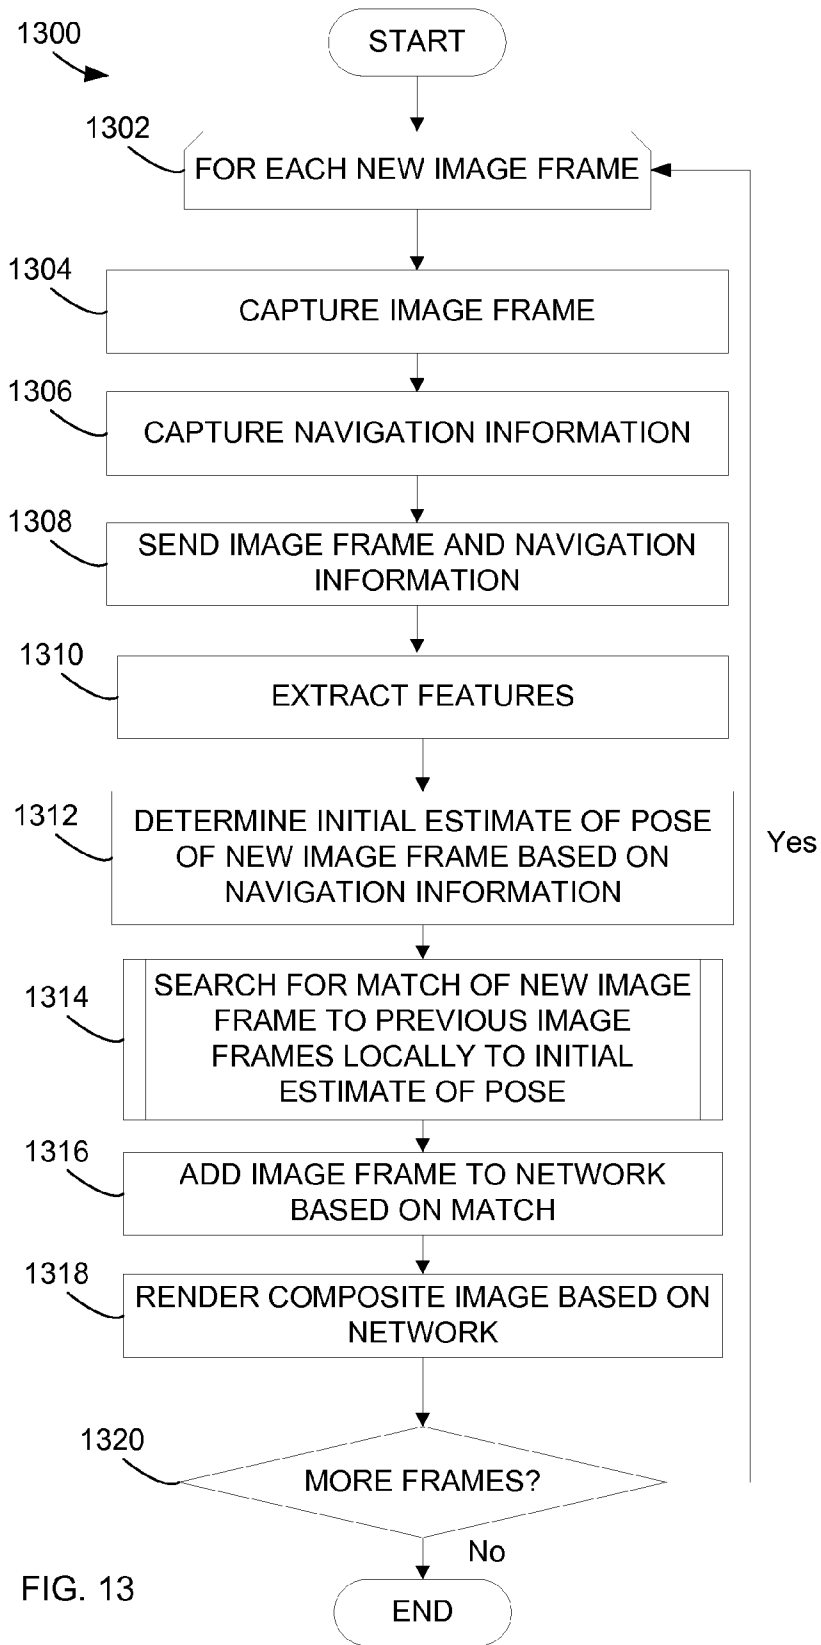 1300
START
1302
FOR EACH NEW IMAGE FRAME
1304
CAPTURE IMAGE FRAME
1306
CAPTURE NAVIGATION INFORMATION
1308
SEND IMAGE FRAME AND NAVIGATION
INFORMATION
1310
EXTRACT FEATURES
1312
DETERMINE INITIAL ESTIMATE OF POSE
OF NEW IMAGE FRAME BASED ON
NAVIGATION INFORMATION
Yes
1314
SEARCH FOR MATCH OF NEW IMAGE
FRAME TO PREVIOUS IMAGE
FRAMES LOCALLY TO INITIAL
ESTIMATE OF POSE
1316
ADD IMAGE FRAME TO NETWORK
BASED ON MATCH
1318
RENDER COMPOSITE IMAGE BASED ON
NETWORK
1320
MORE FRAMES?
No
FIG. 13
END